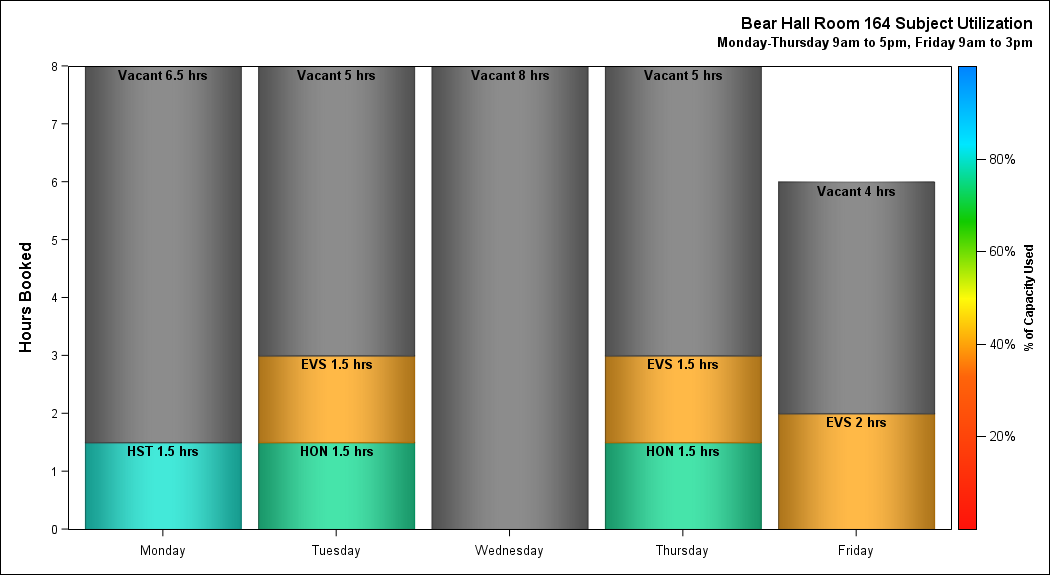 Bear Hall Room 164 Subject Utilization
Monday-Thursday 9am to 5pm, Friday 9am to 3pm
Hours Booked
8
7
6
5
4
3
2
1
0
Vacant 6.5 hrs
HST 1.5 hrs
Vacant 5 hrs
EVS 1.5 hrs
HON 1.5 hrs
Vacant 8 hrs
Vacant 5 hrs
EVS 1.5 hrs
HON 1.5 hrs
Vacant 4 hrs
EVS 2 hrs
Monday
Tuesday
Wednesday
Thursday
Friday
80%
60%
40%
20%
% of Capacity Used